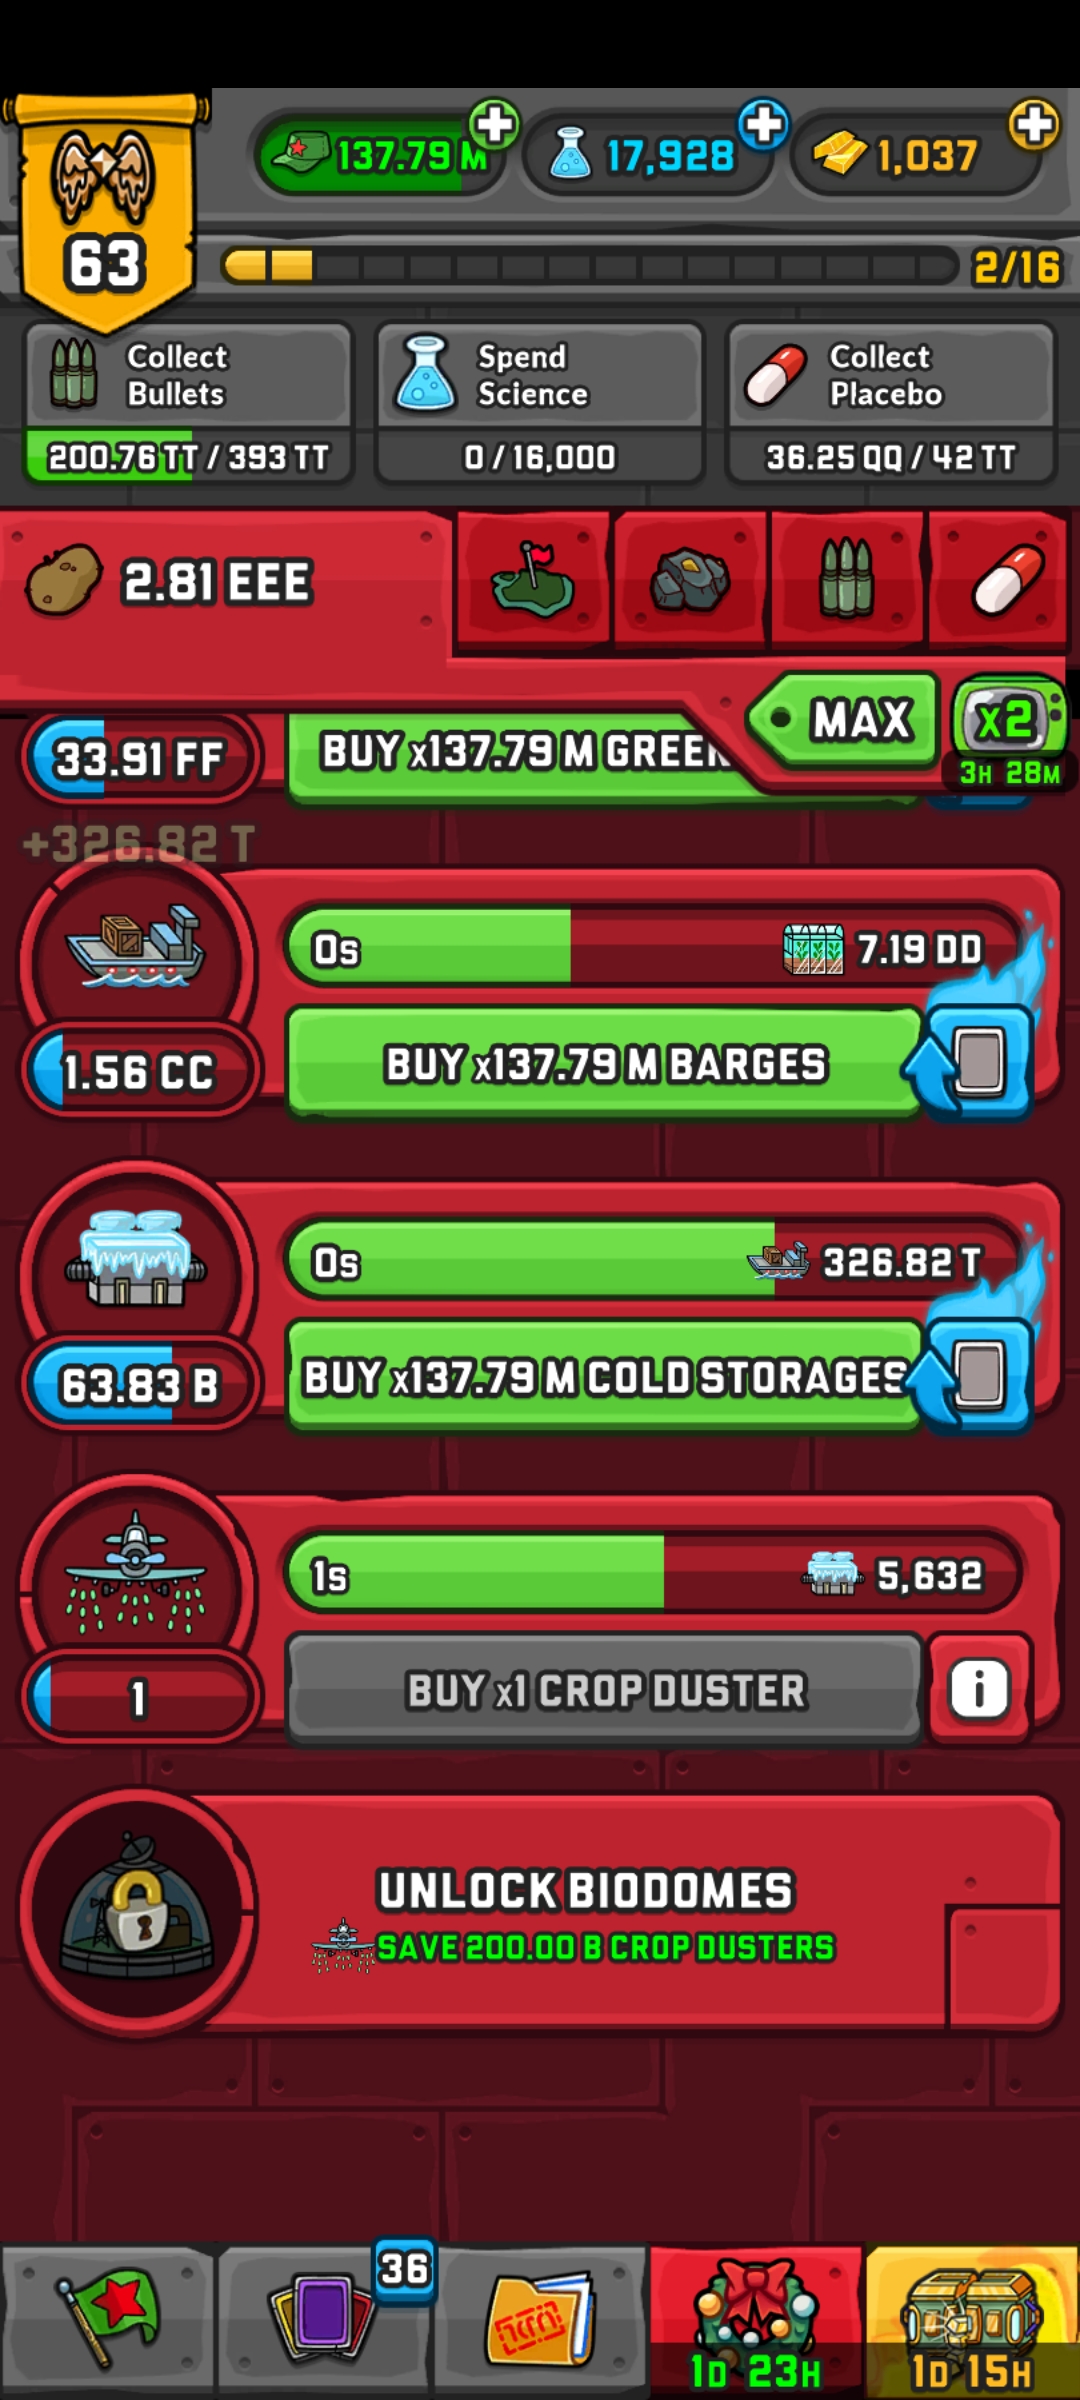 137.79 M
17,928
1,037
63
2/16
Collect
Bullets
Spend
Science
Collect
Placebo
200.76 TT / 393 TT
0 / 16,000
36.25 QQ / 42 TT
2.81 EEE
MAX
x2
3H 28M
33.91 FF
BUY x137.79 M
+326.82 T
0s
7.19 DD
1.56 CC
BUY x137.79 M BARGES
0s
326.82 T
63.83 B
BUY x137.79 M COLD STORAGES
1s
5,632
1
BUY x1 CROP DUSTER
i
UNLOCK BIODOMES
SAVE 200.00 B CROP DUSTERS
36
1D 23H
1D 15H